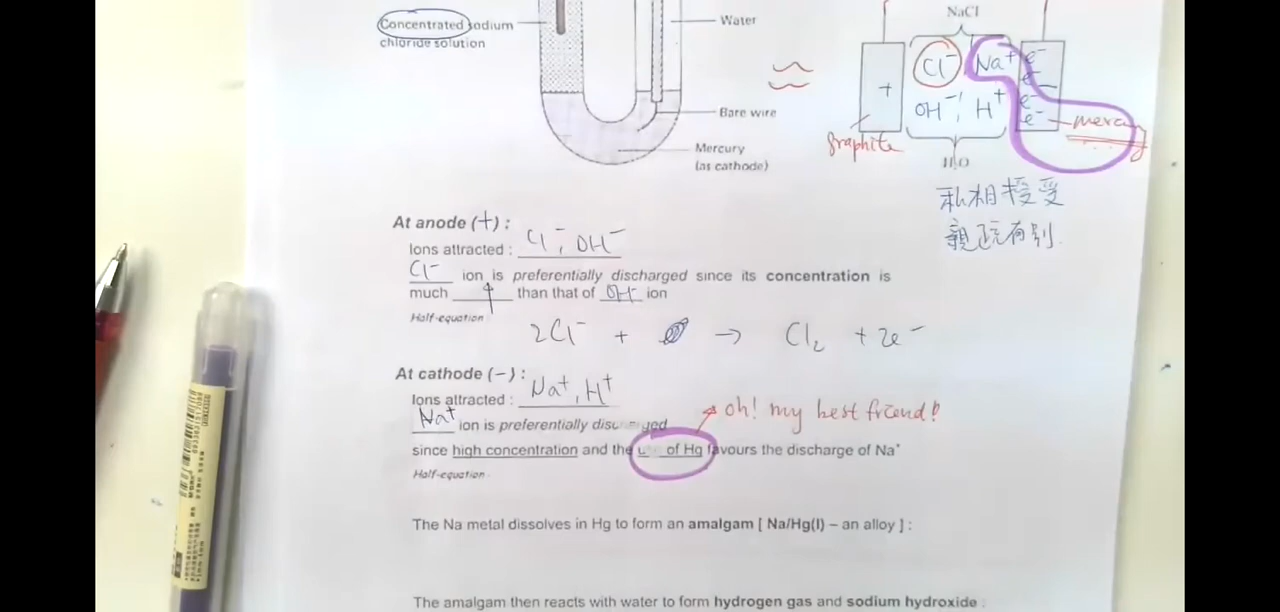 Concentrated sodium
chloride solution
Water
Bare wire
Mercury
(as cathode)
NaCl
Cl⁻ Na⁺ e⁻
e⁻
+
OH⁻, H⁺ e⁻
e⁻
mercury
graphite
H₂O
私相授受
親疏有別.
At anode (+) :
Ions attracted : Cl⁻, OH⁻
Cl⁻ ion is preferentially discharged since its concentration is
much ↑ than that of OH⁻ ion
Half-equation
2Cl⁻ + → Cl₂ + 2e⁻
At cathode (−) :
Ions attracted : Na⁺, H⁺
Na⁺ ion is preferentially discharged
oh! my best friend!
since high concentration and the use of Hg favours the discharge of Na⁺
Half-equation
The Na metal dissolves in Hg to form an amalgam [ Na/Hg(l) – an alloy ] :
The amalgam then reacts with water to form hydrogen gas and sodium hydroxide :